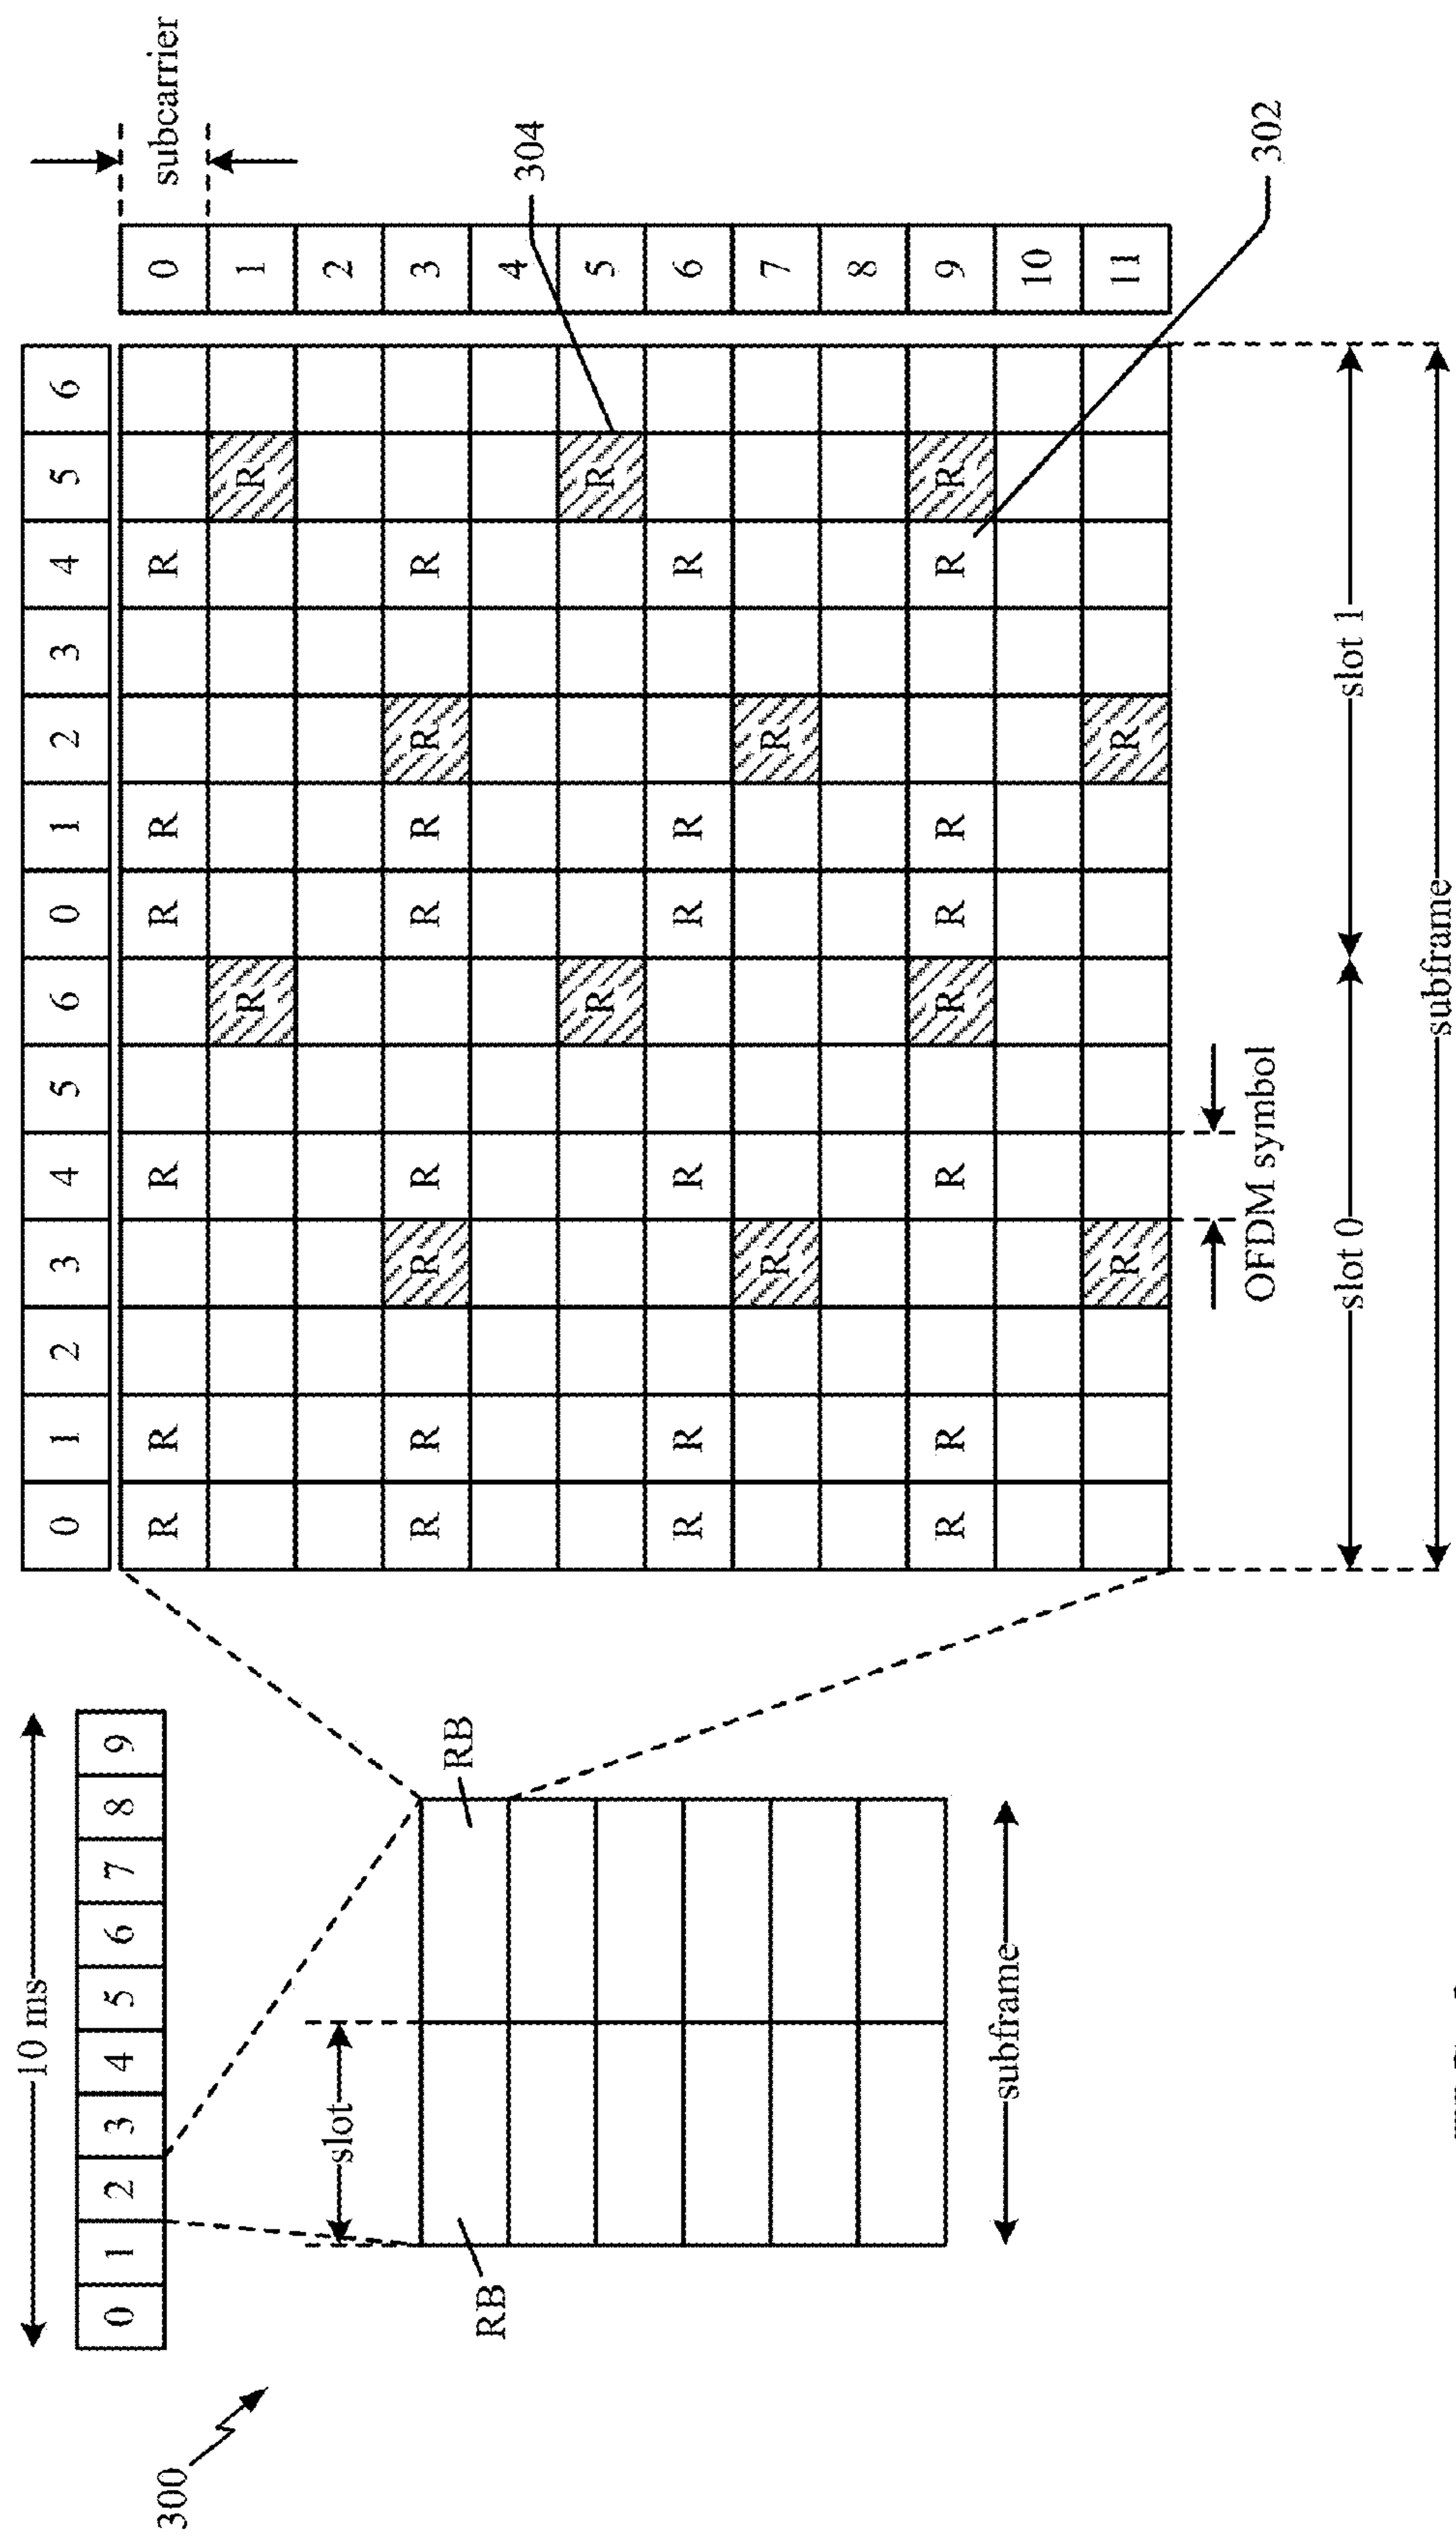 300
10 ms
0 1 2 3 4 5 6 7 8 9
slot
RB
RB
subframe
0 1 2 3 4 5 6 0 1 2 3 4 5 6
subcarrier
R R R R R R 0
R R 1
2
R R R R R R R R 3
4
R R 5
R R R R R R 6
R R 7
8
R R R R R R R R 9
10
R R 11
304
302
OFDM symbol
slot 0 slot 1
subframe